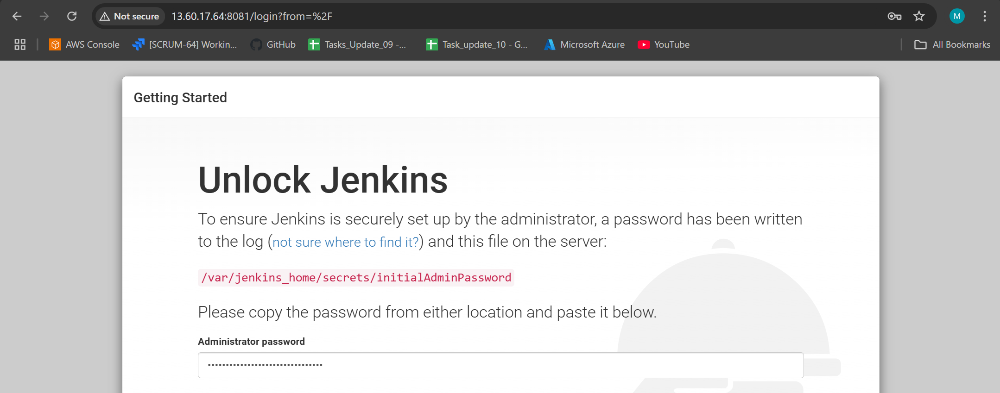 Not secure 13.60.17.64:8081/login?from=%2F M
AWS Console [SCRUM-64] Workin... GitHub Tasks_Update_09 -... Task_update_10 - G... Microsoft Azure YouTube All Bookmarks
Getting Started
Unlock Jenkins
To ensure Jenkins is securely set up by the administrator, a password has been written
to the log (not sure where to find it?) and this file on the server:
/var/jenkins_home/secrets/initialAdminPassword
Please copy the password from either location and paste it below.
Administrator password
••••••••••••••••••••••••••••••••